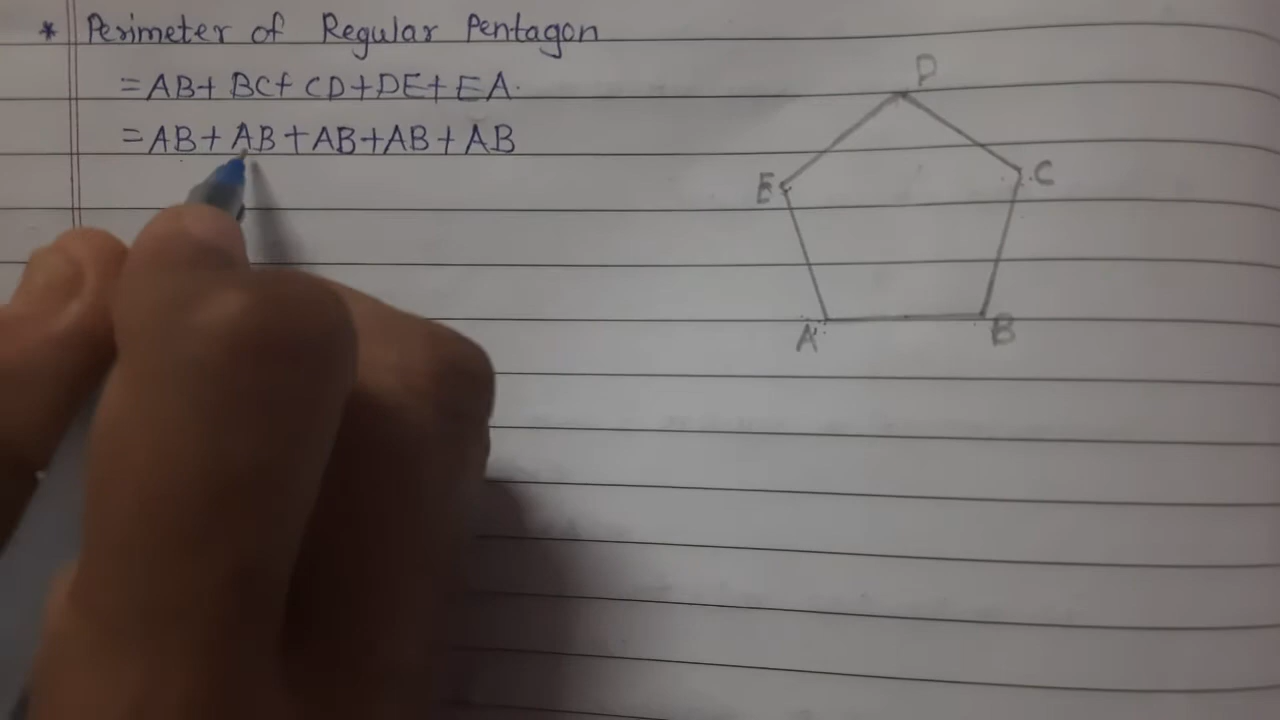 * Perimeter of Regular Pentagon
= AB + BC + CD + DE + EA.
= AB + AB + AB + AB + AB
D
E
C
A
B